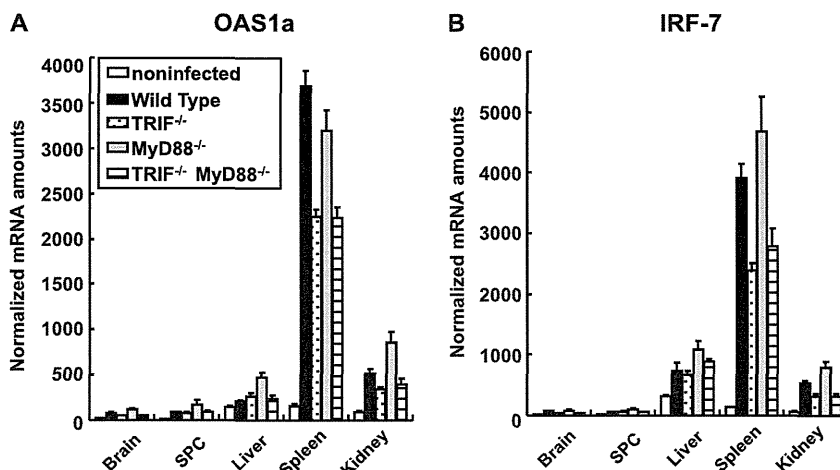 A
OAS1a
Normalized mRNA amounts
4000
3500
3000
2500
2000
1500
1000
500
0
noninfected
Wild Type
TRIF-/-
MyD88-/-
TRIF-/- MyD88-/-
Brain
SPC
Liver
Spleen
Kidney
B
IRF-7
Normalized mRNA amounts
6000
5000
4000
3000
2000
1000
0
Brain
SPC
Liver
Spleen
Kidney